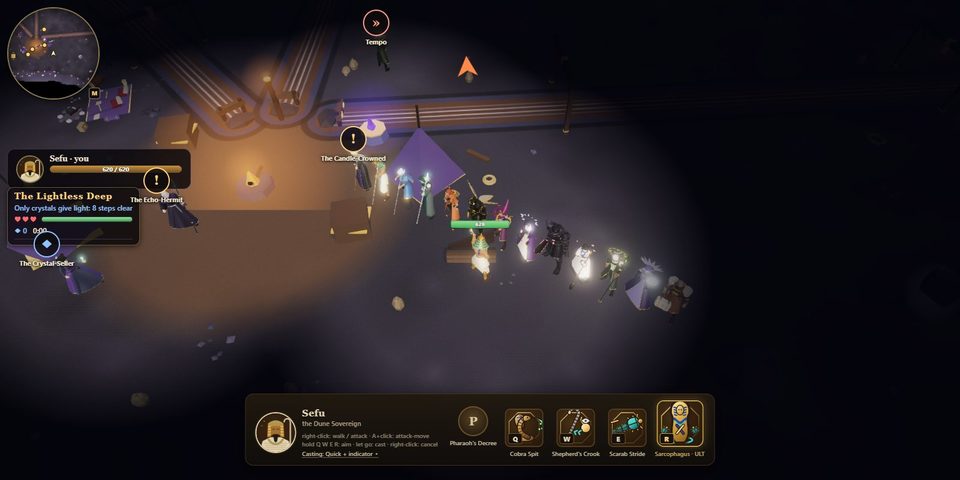 »
Tempo
M
!
The Candle-Crowned
Sefu - you
620 / 620
!
The Echo-Hermit
The Lightless Deep
Only crystals give light: 8 steps clear
0 0:00
The Crystal-Seller
620
Sefu
the Dune Sovereign
right-click: walk / attack · A+click: attack-move
hold Q W E R: aim · let go: cast · right-click: cancel
Casting: Quick + indicator
P
Pharaoh's Decree
Q
Cobra Spit
W
Shepherd's Crook
E
Scarab Stride
R
Sarcophagus · ULT